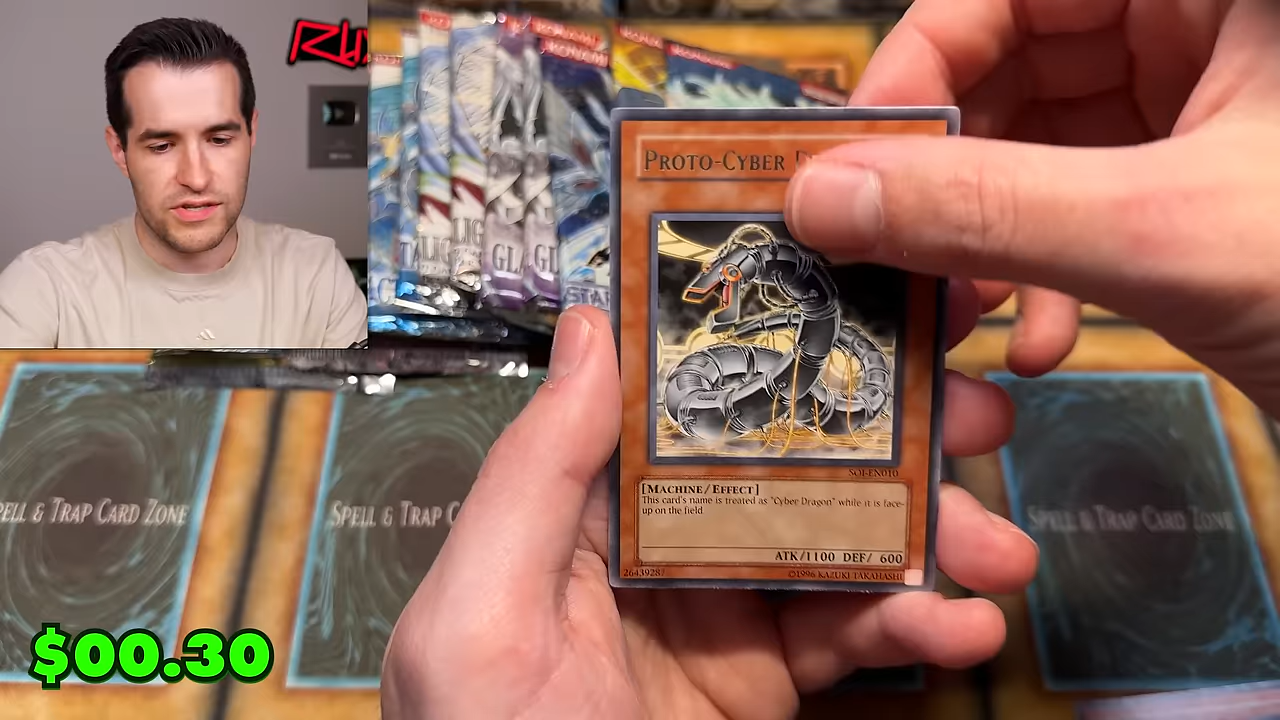 KONAMI
KONAMI
PROTO-CYBER D
SOI-EN010
[MACHINE/EFFECT]
This card's name is treated as "Cyber Dragon" while it is face-
up on the field
ATK/1100 DEF/ 600
©1996 KAZUKI TAKAHASHI
SPELL & TRAP CARD ZONE
SPELL & TRAP C
SPELL & TRAP CARD ZONE
$00.30